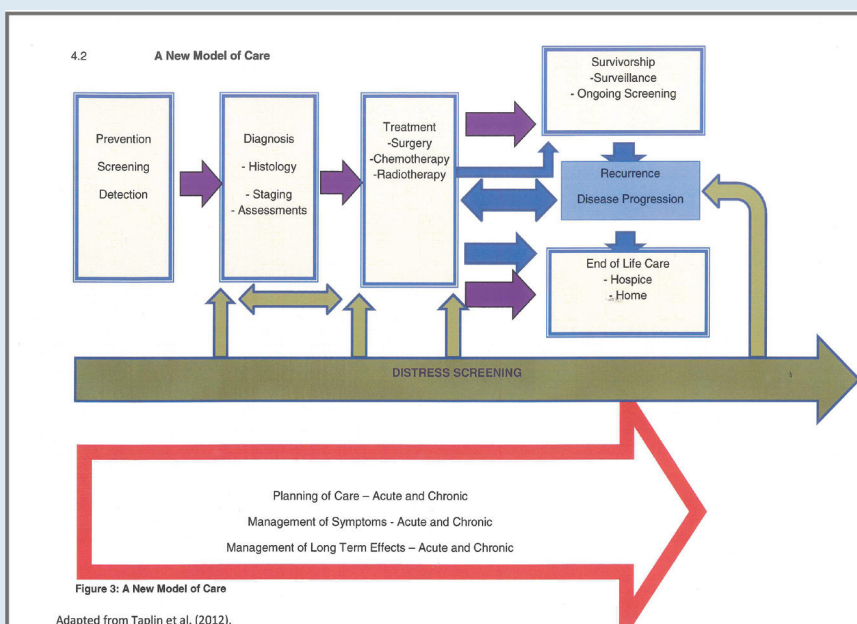 4.2 A New Model of Care
Prevention
Screening
Detection
Diagnosis
- Histology
- Staging
- Assessments
Treatment
-Surgery
-Chemotherapy
-Radiotherapy
Survivorship
-Surveillance
- Ongoing Screening
Recurrence
Disease Progression
End of Life Care
- Hospice
- Home
DISTRESS SCREENING
Planning of Care – Acute and Chronic
Management of Symptoms - Acute and Chronic
Management of Long Term Effects – Acute and Chronic
Figure 3: A New Model of Care
Adapted from Taplin et al. (2012).